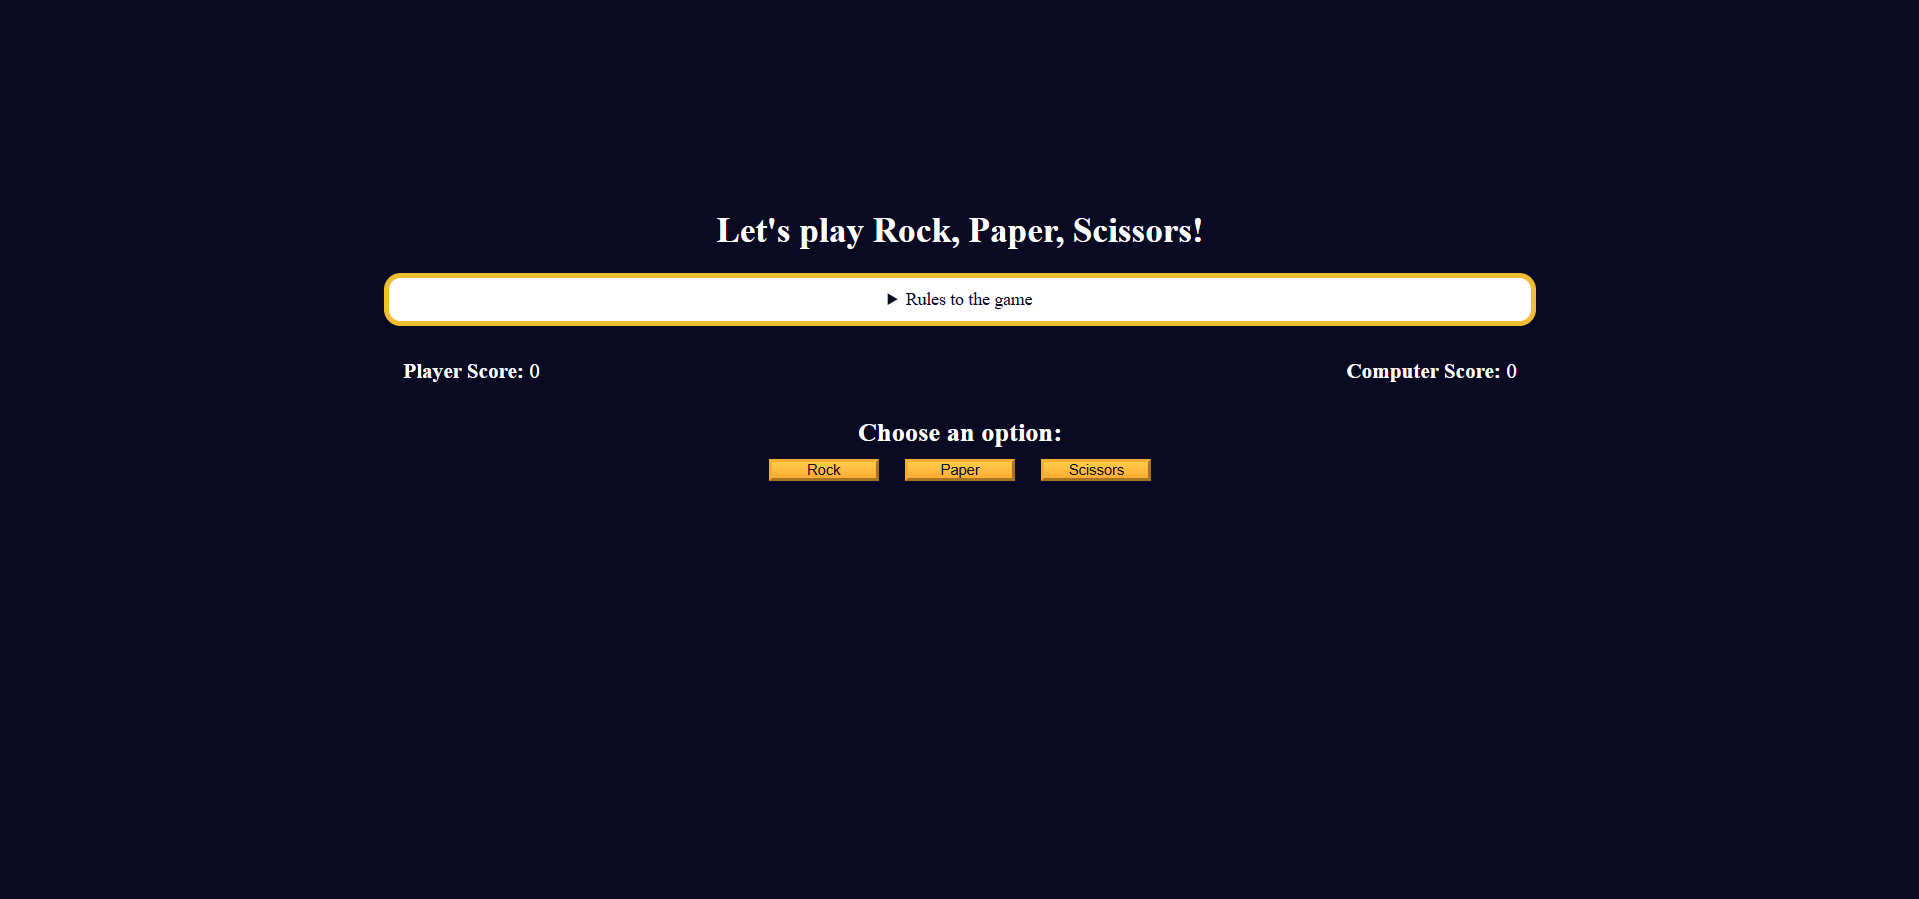 Let's play Rock, Paper, Scissors!
Rules to the game
Player Score: 0 Computer Score: 0
Choose an option:
Rock Paper Scissors